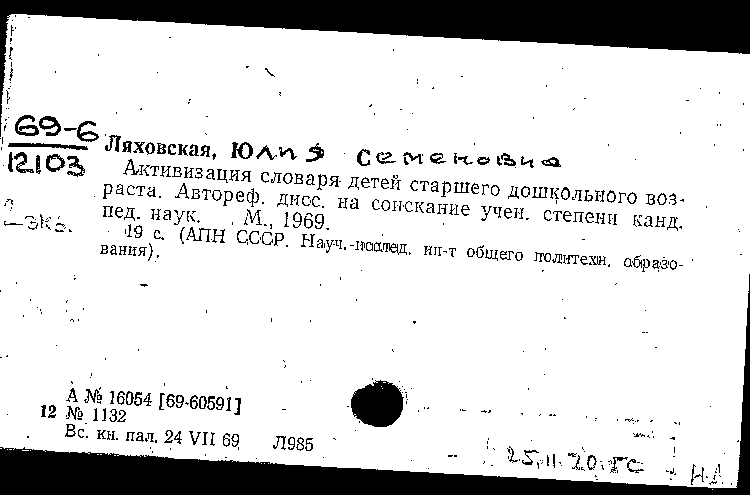 69-6
12103
Ляховская, Юлия Семеновна
Активизация словаря детей старшего дошкольного воз-
раста. Автореф. дисс. на соискание учен. степени канд.
пед. наук. М., 1969.
2 экз.
19 с. (АПН СССР. Науч.-исслед. ин-т общего политехн. образо-
вания).
А № 16054 [69-60591]
12 № 1132
Вс. кн. пал. 24 VII 69 Л985
25.11.20.5С